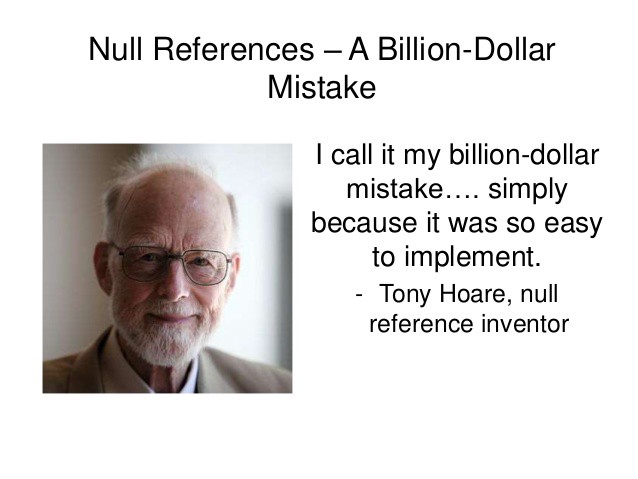 Null References – A Billion-Dollar
Mistake
I call it my billion-dollar
mistake…. simply
because it was so easy
to implement.
- Tony Hoare, null
reference inventor